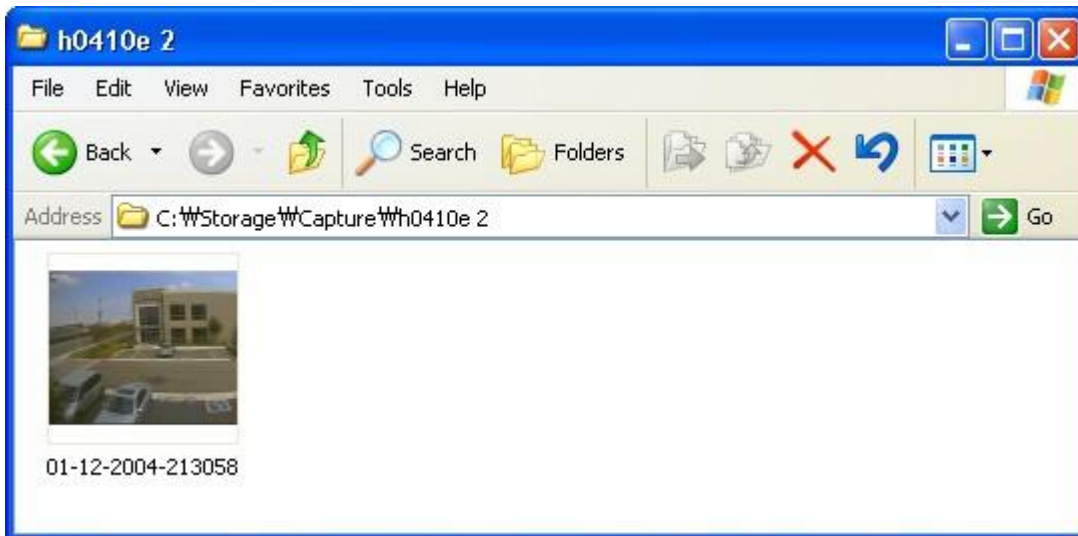 h0410e 2
File Edit View Favorites Tools Help
Back Search Folders
Address C:₩Storage₩Capture₩h0410e 2 Go
01-12-2004-213058